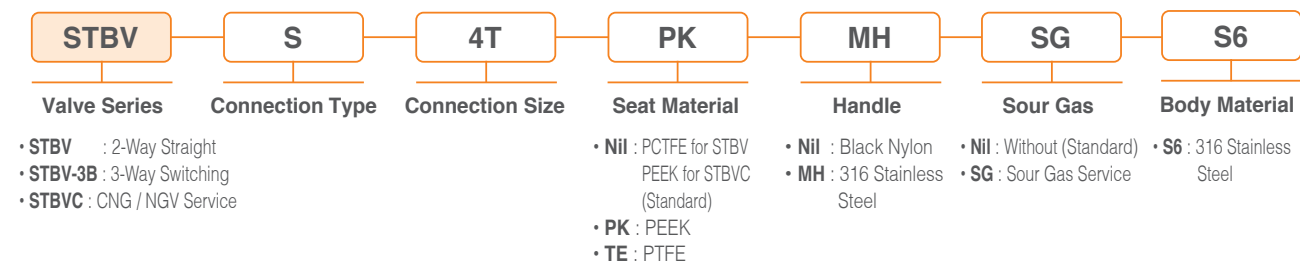 STBV S 4T PK MH SG S6
Valve Series Connection Type Connection Size Seat Material Handle Sour Gas Body Material
• STBV : 2-Way Straight
• STBV-3B : 3-Way Switching
• STBVC : CNG / NGV Service
• Nil : PCTFE for STBV
PEEK for STBVC
(Standard)
• PK : PEEK
• TE : PTFE
• Nil : Black Nylon
• MH : 316 Stainless
Steel
• Nil : Without (Standard)
• SG : Sour Gas Service
• S6 : 316 Stainless
Steel